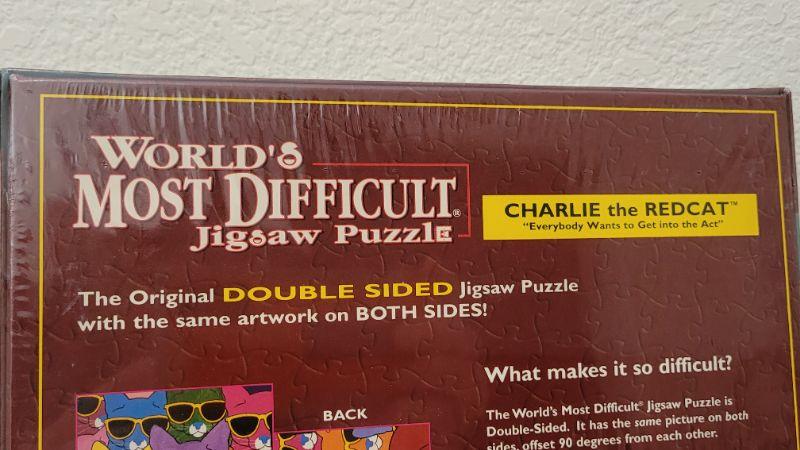 WORLD'S
MOST DIFFICULT®
Jigsaw Puzzle
CHARLIE the REDCAT™
"Everybody Wants to Get into the Act"
The Original DOUBLE SIDED Jigsaw Puzzle
with the same artwork on BOTH SIDES!
What makes it so difficult?
BACK
The World's Most Difficult® Jigsaw Puzzle is
Double-Sided. It has the same picture on both
sides, offset 90 degrees from each other.